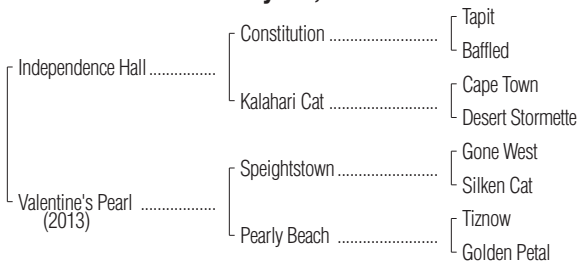 Tapit
Constitution ........................
Baffled
Independence Hall ...............
Cape Town
Kalahari Cat ........................
Desert Stormette
Gone West
Speightstown ......................
Silken Cat
Valentine's Pearl .................
(2013)
Tiznow
Pearly Beach ......................
Golden Petal